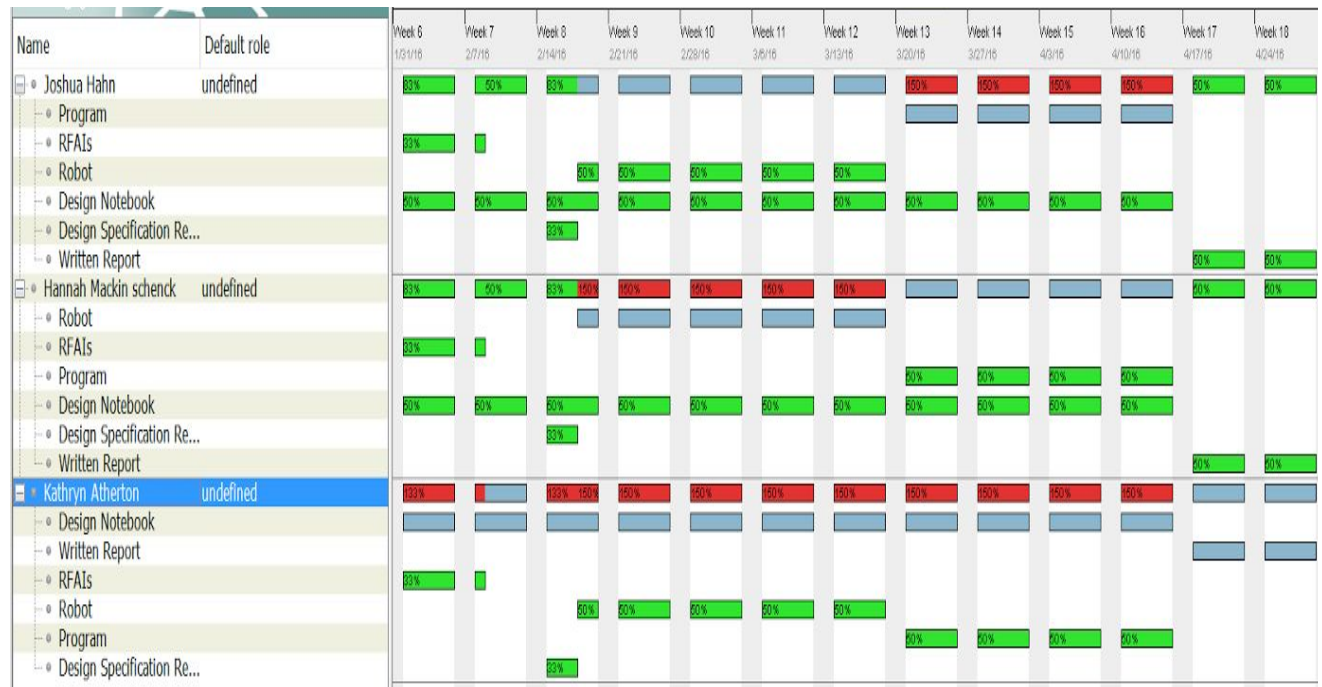 Name Default role Week 6 Week 7 Week 8 Week 9 Week 10 Week 11 Week 12 Week 13 Week 14 Week 15 Week 16 Week 17 Week 18
1/31/16 2/7/16 2/14/16 2/21/16 2/28/16 3/6/16 3/13/16 3/20/16 3/27/16 4/3/16 4/10/16 4/17/16 4/24/16
Joshua Hahn undefined 83% 50% 83% 150% 150% 150% 150% 50% 50%
Program
RFAIs 33%
Robot 50% 50% 50% 50% 50%
Design Notebook 50% 50% 50% 50% 50% 50% 50% 50% 50% 50% 50%
Design Specification Re... 33%
Written Report 50% 50%
Hannah Mackin schenck undefined 83% 50% 83% 150% 150% 150% 150% 150% 50% 50%
Robot
RFAIs 33%
Program 50% 50% 50% 50%
Design Notebook 50% 50% 50% 50% 50% 50% 50% 50% 50% 50% 50%
Design Specification Re... 33%
Written Report 50% 50%
Kathryn Atherton undefined 133% 133% 150% 150% 150% 150% 150% 150% 150% 150% 150%
Design Notebook
Written Report
RFAIs 33%
Robot 50% 50% 50% 50% 50%
Program 50% 50% 50% 50%
Design Specification Re... 33%